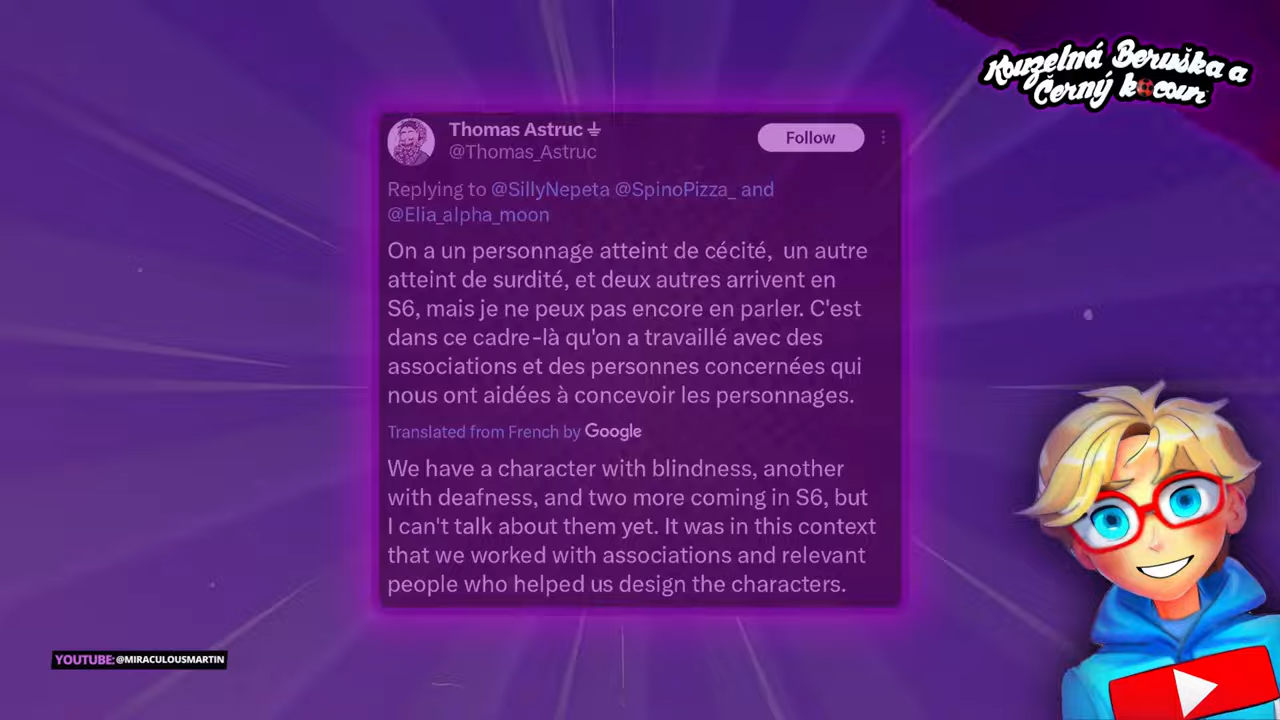 Kouzelná Beruška a
Černý kocour
Thomas Astruc
@Thomas_Astruc
Follow
Replying to @SillyNepeta @SpinoPizza_ and
@Elia_alpha_moon
On a un personnage atteint de cécité, un autre
atteint de surdité, et deux autres arrivent en
S6, mais je ne peux pas encore en parler. C'est
dans ce cadre-là qu'on a travaillé avec des
associations et des personnes concernées qui
nous ont aidées à concevoir les personnages.
Translated from French by Google
We have a character with blindness, another
with deafness, and two more coming in S6, but
I can't talk about them yet. It was in this context
that we worked with associations and relevant
people who helped us design the characters.
YOUTUBE:@MIRACULOUSMARTIN